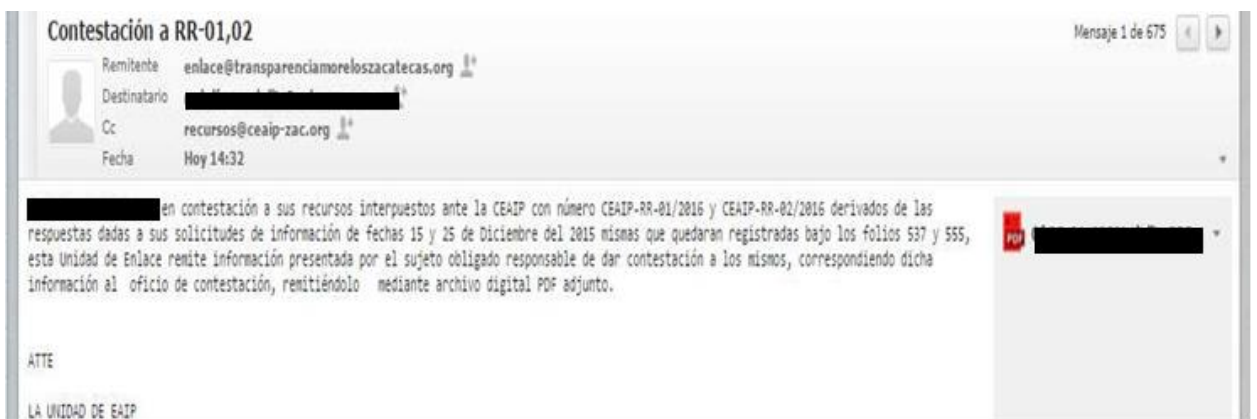 Contestación a RR-01,02
Mensaje 1 de 675
Remitente enlace@transparenciamoreloszacatecas.org
Destinatario
Cc recursos@ceaip-zac.org
Fecha Hoy 14:32
en contestación a sus recursos interpuestos ante la CEAIP con número CEAIP-RR-01/2016 y CEAIP-RR-02/2016 derivados de las
respuestas dadas a sus solicitudes de información de fechas 15 y 25 de Diciembre del 2015 mismas que quedaran registradas bajo los folios 537 y 555,
esta Unidad de Enlace remite información presentada por el sujeto obligado responsable de dar contestación a los mismos, correspondiendo dicha
información al oficio de contestación, remitiéndolo mediante archivo digital PDF adjunto.
PDF
ATTE
LA UNIDAD DE EAIP